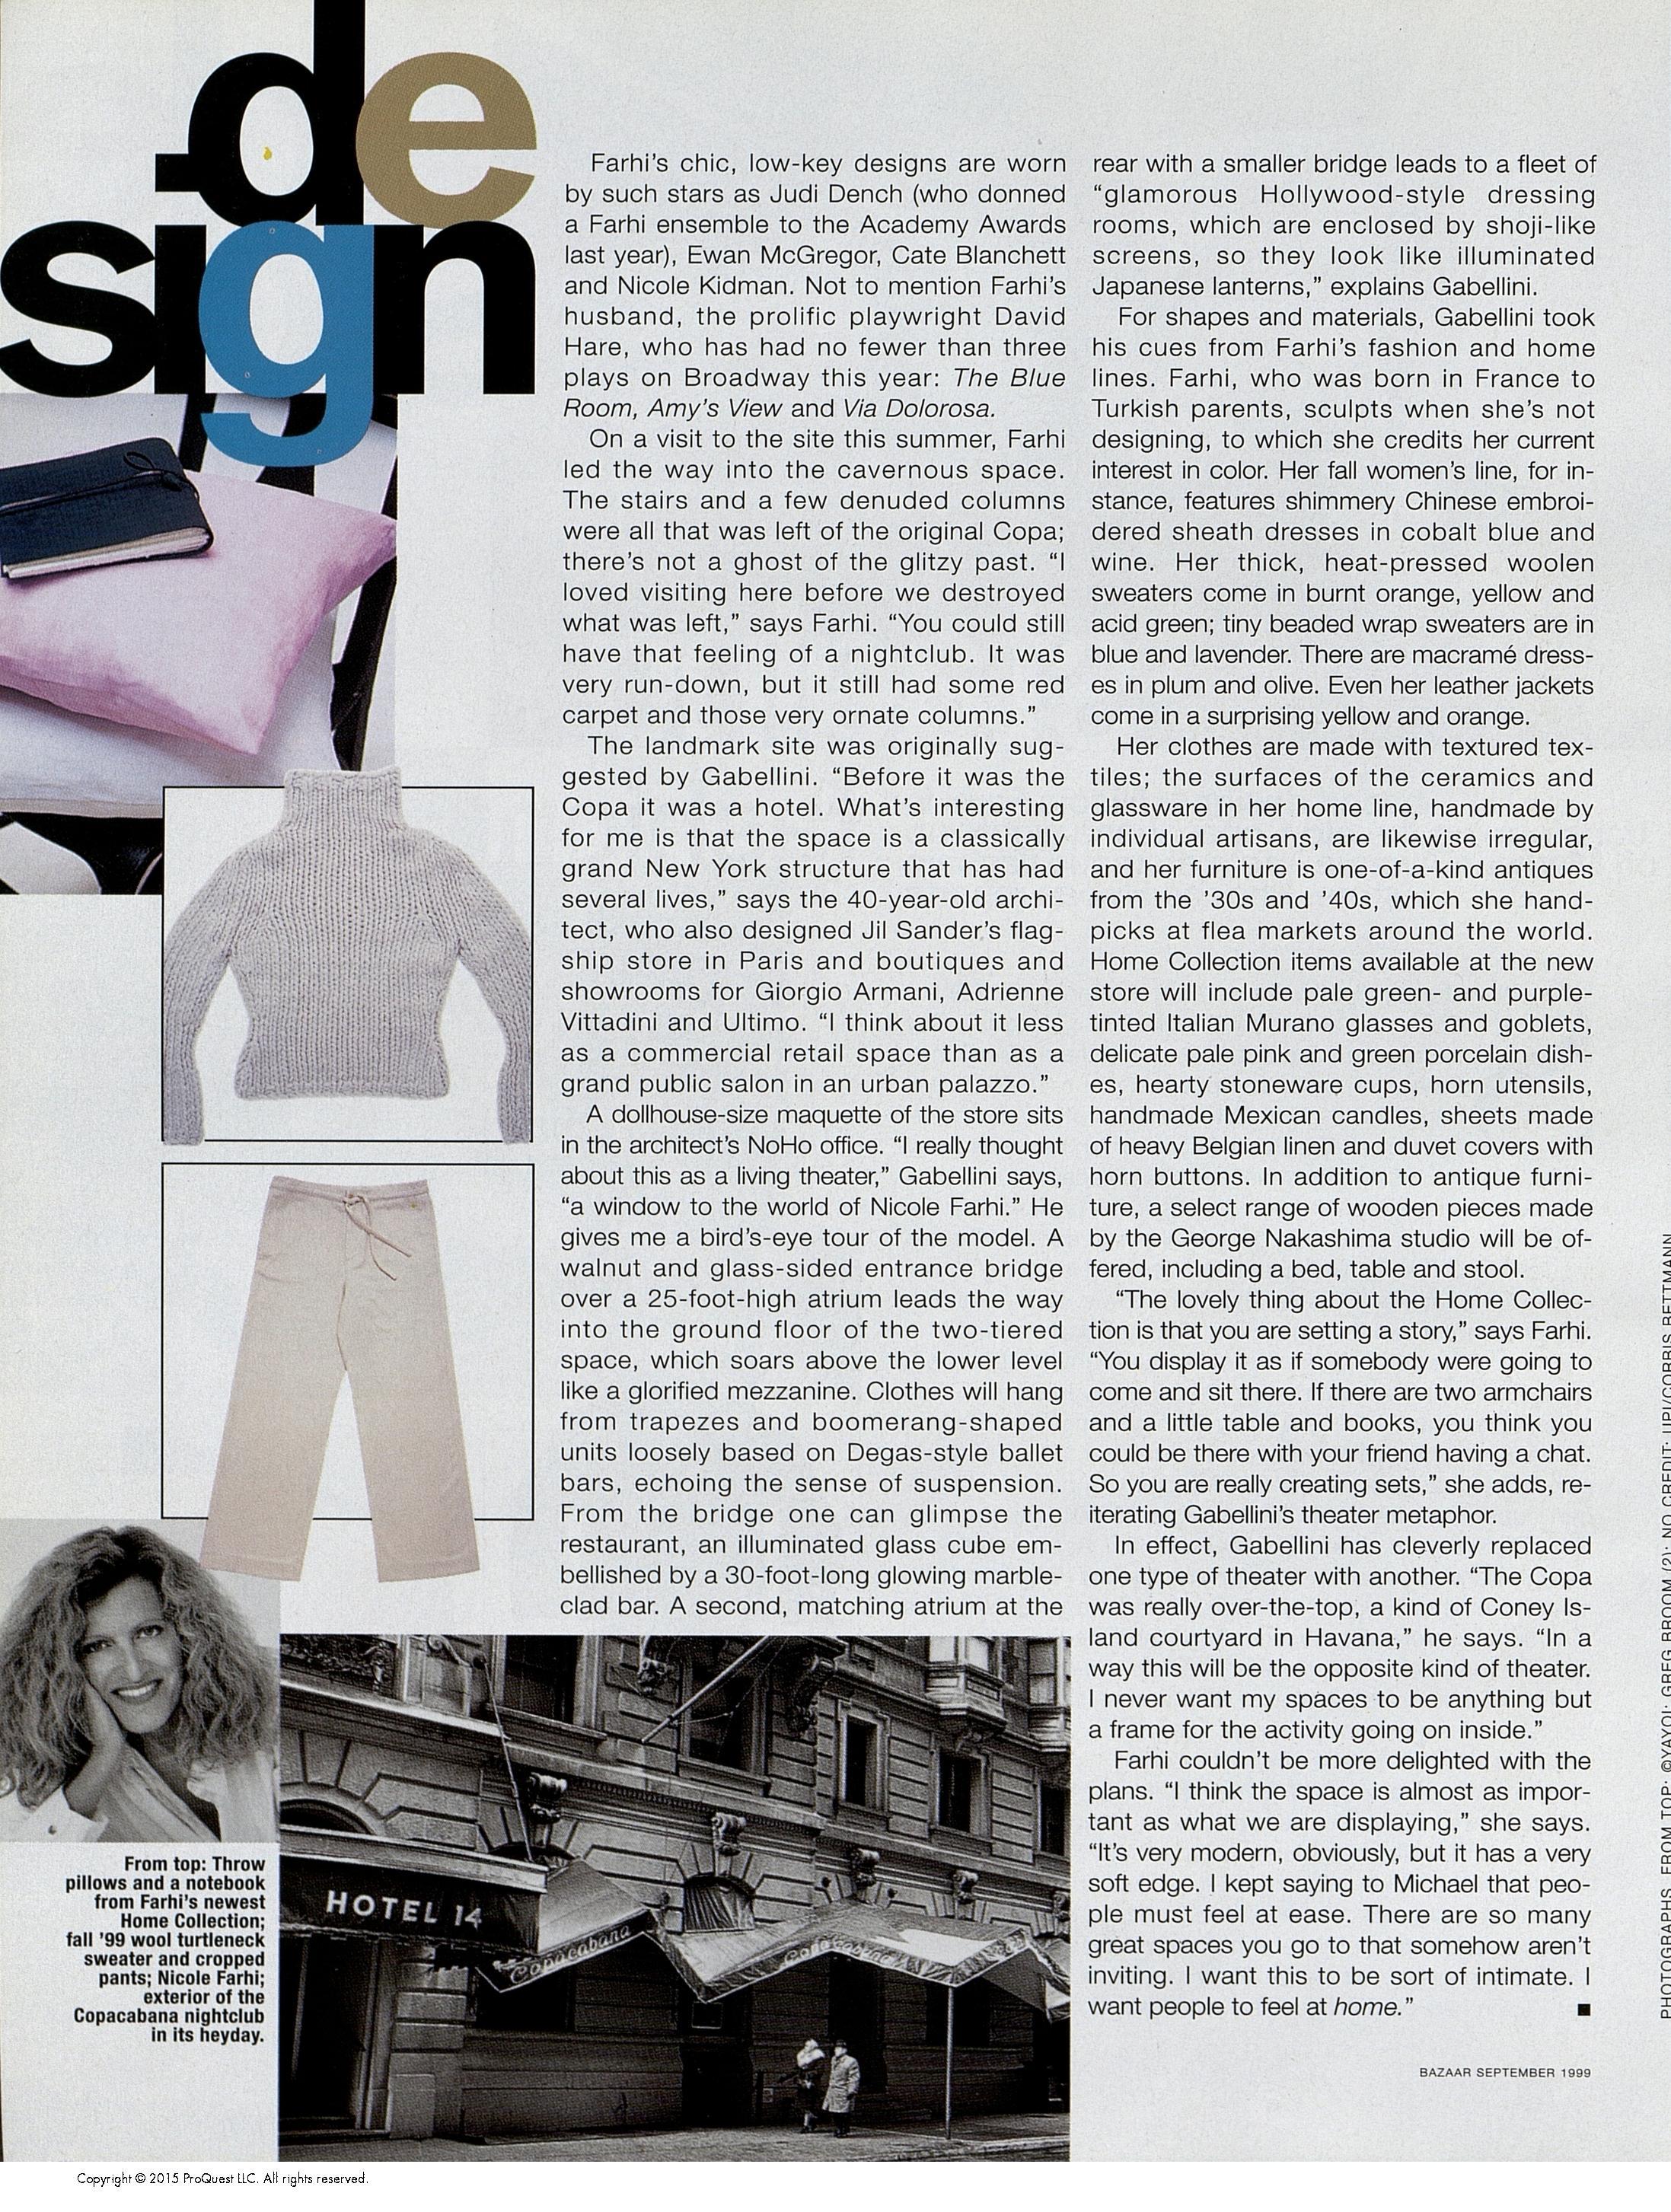 de
sign
Farhi’s chic, low-key designs are worn
by such stars as Judi Dench (who donned
a Farhi ensemble to the Academy Awards
last year), Ewan McGregor, Cate Blanchett
and Nicole Kidman. Not to mention Farhi’s
husband, the prolific playwright David
Hare, who has had no fewer than three
plays on Broadway this year: The Blue
Room, Amy’s View and Via Dolorosa.
On a visit to the site this summer, Farhi
led the way into the cavernous space.
The stairs and a few denuded columns
were all that was left of the original Copa;
there’s not a ghost of the glitzy past. “I
loved visiting here before we destroyed
what was left,” says Farhi. “You could still
have that feeling of a nightclub. It was
very run-down, but it still had some red
carpet and those very ornate columns.”
The landmark site was originally sug-
gested by Gabellini. “Before it was the
Copa it was a hotel. What’s interesting
for me is that the space is a classically
grand New York structure that has had
several lives,” says the 40-year-old archi-
tect, who also designed Jil Sander’s flag-
ship store in Paris and boutiques and
showrooms for Giorgio Armani, Adrienne
Vittadini and Ultimo. “I think about it less
as a commercial retail space than as a
grand public salon in an urban palazzo.”
A dollhouse-size maquette of the store sits
in the architect’s NoHo office. “I really thought
about this as a living theater,” Gabellini says,
“a window to the world of Nicole Farhi.” He
gives me a bird’s-eye tour of the model. A
walnut and glass-sided entrance bridge
over a 25-foot-high atrium leads the way
into the ground floor of the two-tiered
space, which soars above the lower level
like a glorified mezzanine. Clothes will hang
from trapezes and boomerang-shaped
units loosely based on Degas-style ballet
bars, echoing the sense of suspension.
From the bridge one can glimpse the
restaurant, an illuminated glass cube em-
bellished by a 30-foot-long glowing marble-
clad bar. A second, matching atrium at the
rear with a smaller bridge leads to a fleet of
“glamorous Hollywood-style dressing
rooms, which are enclosed by shoji-like
screens, so they look like illuminated
Japanese lanterns,” explains Gabellini.
For shapes and materials, Gabellini took
his cues from Farhi’s fashion and home
lines. Farhi, who was born in France to
Turkish parents, sculpts when she’s not
designing, to which she credits her current
interest in color. Her fall women’s line, for in-
stance, features shimmery Chinese embroi-
dered sheath dresses in cobalt blue and
wine. Her thick, heat-pressed woolen
sweaters come in burnt orange, yellow and
acid green; tiny beaded wrap sweaters are in
blue and lavender. There are macramé dress-
es in plum and olive. Even her leather jackets
come in a surprising yellow and orange.
Her clothes are made with textured tex-
tiles; the surfaces of the ceramics and
glassware in her home line, handmade by
individual artisans, are likewise irregular,
and her furniture is one-of-a-kind antiques
from the ’30s and ’40s, which she hand-
picks at flea markets around the world.
Home Collection items available at the new
store will include pale green- and purple-
tinted Italian Murano glasses and goblets,
delicate pale pink and green porcelain dish-
es, hearty stoneware cups, horn utensils,
handmade Mexican candles, sheets made
of heavy Belgian linen and duvet covers with
horn buttons. In addition to antique furni-
ture, a select range of wooden pieces made
by the George Nakashima studio will be of-
fered, including a bed, table and stool.
“The lovely thing about the Home Collec-
tion is that you are setting a story,” says Farhi.
“You display it as if somebody were going to
come and sit there. If there are two armchairs
and a little table and books, you think you
could be there with your friend having a chat.
So you are really creating sets,” she adds, re-
iterating Gabellini’s theater metaphor.
In effect, Gabellini has cleverly replaced
one type of theater with another. “The Copa
was really over-the-top, a kind of Coney Is-
land courtyard in Havana,” he says. “In a
way this will be the opposite kind of theater.
I never want my spaces to be anything but
a frame for the activity going on inside.”
Farhi couldn’t be more delighted with the
plans. “I think the space is almost as impor-
tant as what we are displaying,” she says.
“It’s very modern, obviously, but it has a very
soft edge. I kept saying to Michael that peo-
ple must feel at ease. There are so many
great spaces you go to that somehow aren’t
inviting. I want this to be sort of intimate. I
want people to feel at home.” ■
From top: Throw
pillows and a notebook
from Farhi’s newest
Home Collection;
fall ’99 wool turtleneck
sweater and cropped
pants; Nicole Farhi;
exterior of the
Copacabana nightclub
in its heyday.
HOTEL 14
Copacabana
Copacabana
PHOTOGRAPHS, FROM TOP: ©YAYOI; GREG BROOM (2); NO CREDIT; UPI/CORBIS BETTMANN
BAZAAR SEPTEMBER 1999
Copyright © 2015 ProQuest LLC. All rights reserved.